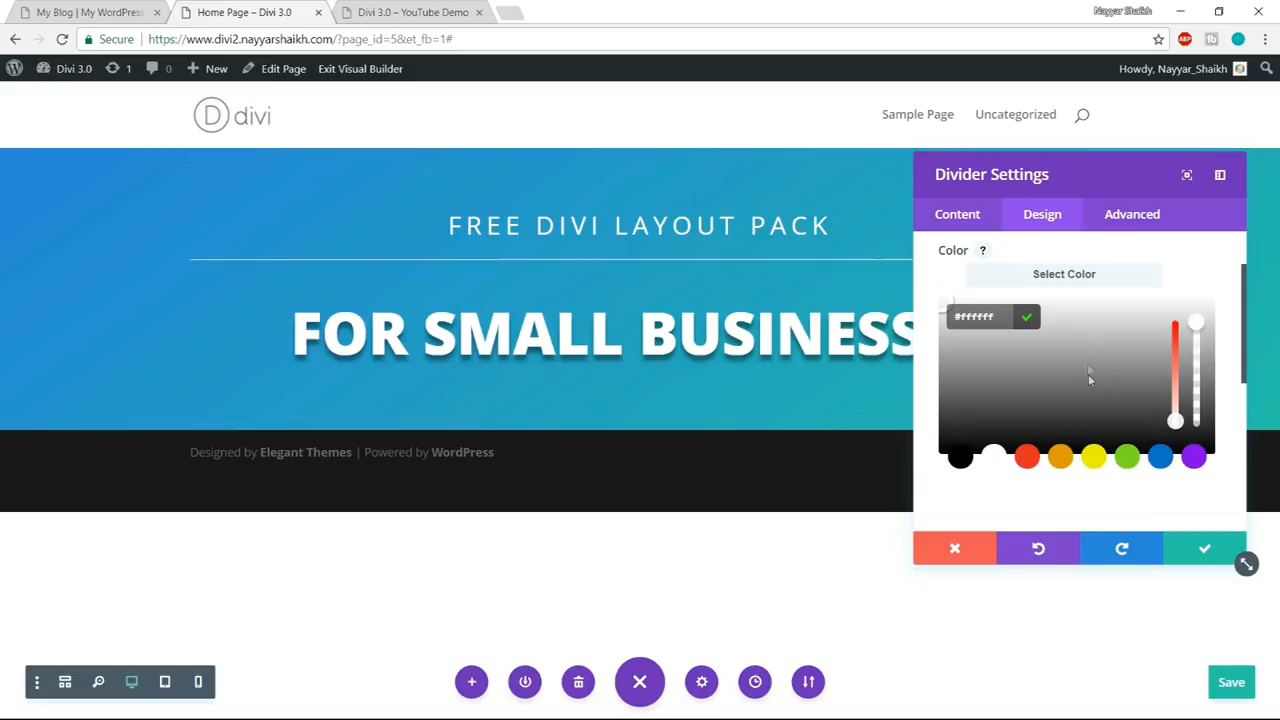 My Blog | My WordPress
Home Page – Divi 3.0
Divi 3.0 – YouTube Demo
Nayyar Shaikh
Secure
https://www.divi2.nayyarshaikh.com/?page_id=5&et_fb=1#
Divi 3.0
1
0
New
Edit Page
Exit Visual Builder
Howdy, Nayyar_Shaikh
D divi
Sample Page
Uncategorized
FREE DIVI LAYOUT PACK
FOR SMALL BUSINESS
Designed by Elegant Themes | Powered by WordPress
Divider Settings
Content
Design
Advanced
Color ?
Select Color
#ffffff
Save